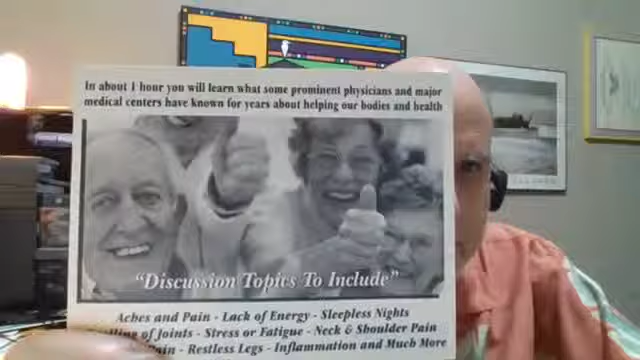 In about 1 hour you will learn what some prominent physicians and major
medical centers have known for years about helping our bodies and health
"Discussion Topics To Include"
Aches and Pain - Lack of Energy - Sleepless Nights
of Joints - Stress or Fatigue - Neck & Shoulder Pain
Pain - Restless Legs - Inflammation and Much More